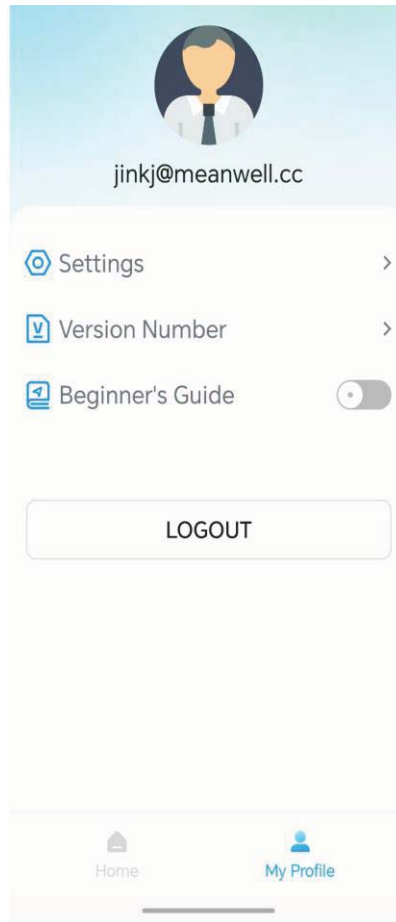 jinkj@meanwell.cc
Settings
Version Number
Beginner's Guide
LOGOUT
Home
My Profile